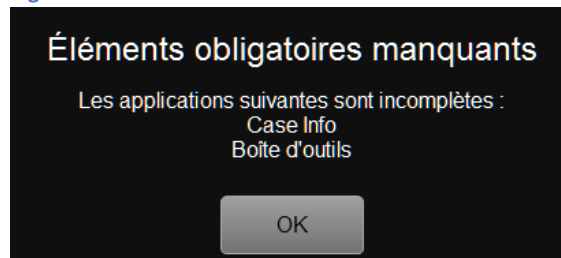 Éléments obligatoires manquants
Les applications suivantes sont incomplètes :
Case Info
Boîte d'outils
OK